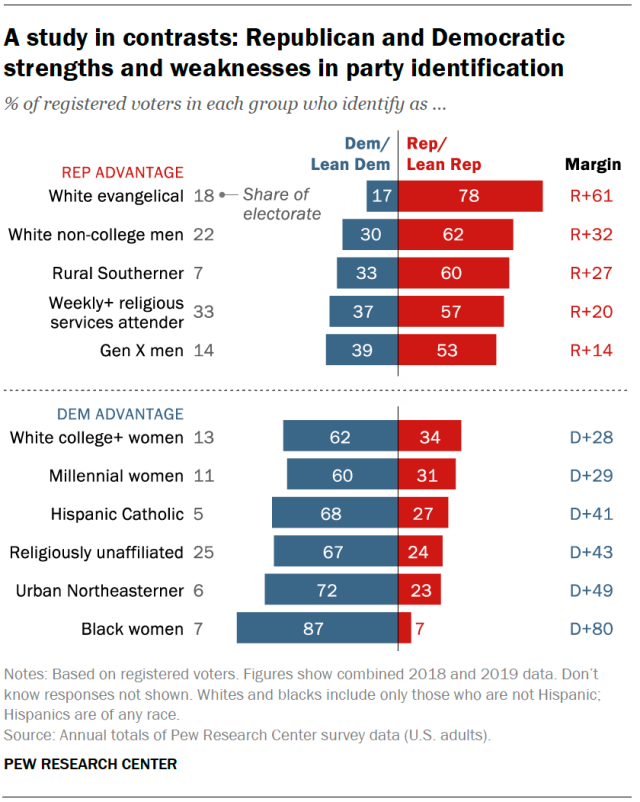 A study in contrasts: Republican and Democratic
strengths and weaknesses in party identification
% of registered voters in each group who identify as ...
Dem/ Rep/
Lean Dem Lean Rep Margin
REP ADVANTAGE
White evangelical 18 Share of electorate 17 78 R+61
White non-college men 22 30 62 R+32
Rural Southerner 7 33 60 R+27
Weekly+ religious
services attender 33 37 57 R+20
Gen X men 14 39 53 R+14
DEM ADVANTAGE
White college+ women 13 62 34 D+28
Millennial women 11 60 31 D+29
Hispanic Catholic 5 68 27 D+41
Religiously unaffiliated 25 67 24 D+43
Urban Northeasterner 6 72 23 D+49
Black women 7 87 7 D+80
Notes: Based on registered voters. Figures show combined 2018 and 2019 data. Don't
know responses not shown. Whites and blacks include only those who are not Hispanic;
Hispanics are of any race.
Source: Annual totals of Pew Research Center survey data (U.S. adults).
PEW RESEARCH CENTER